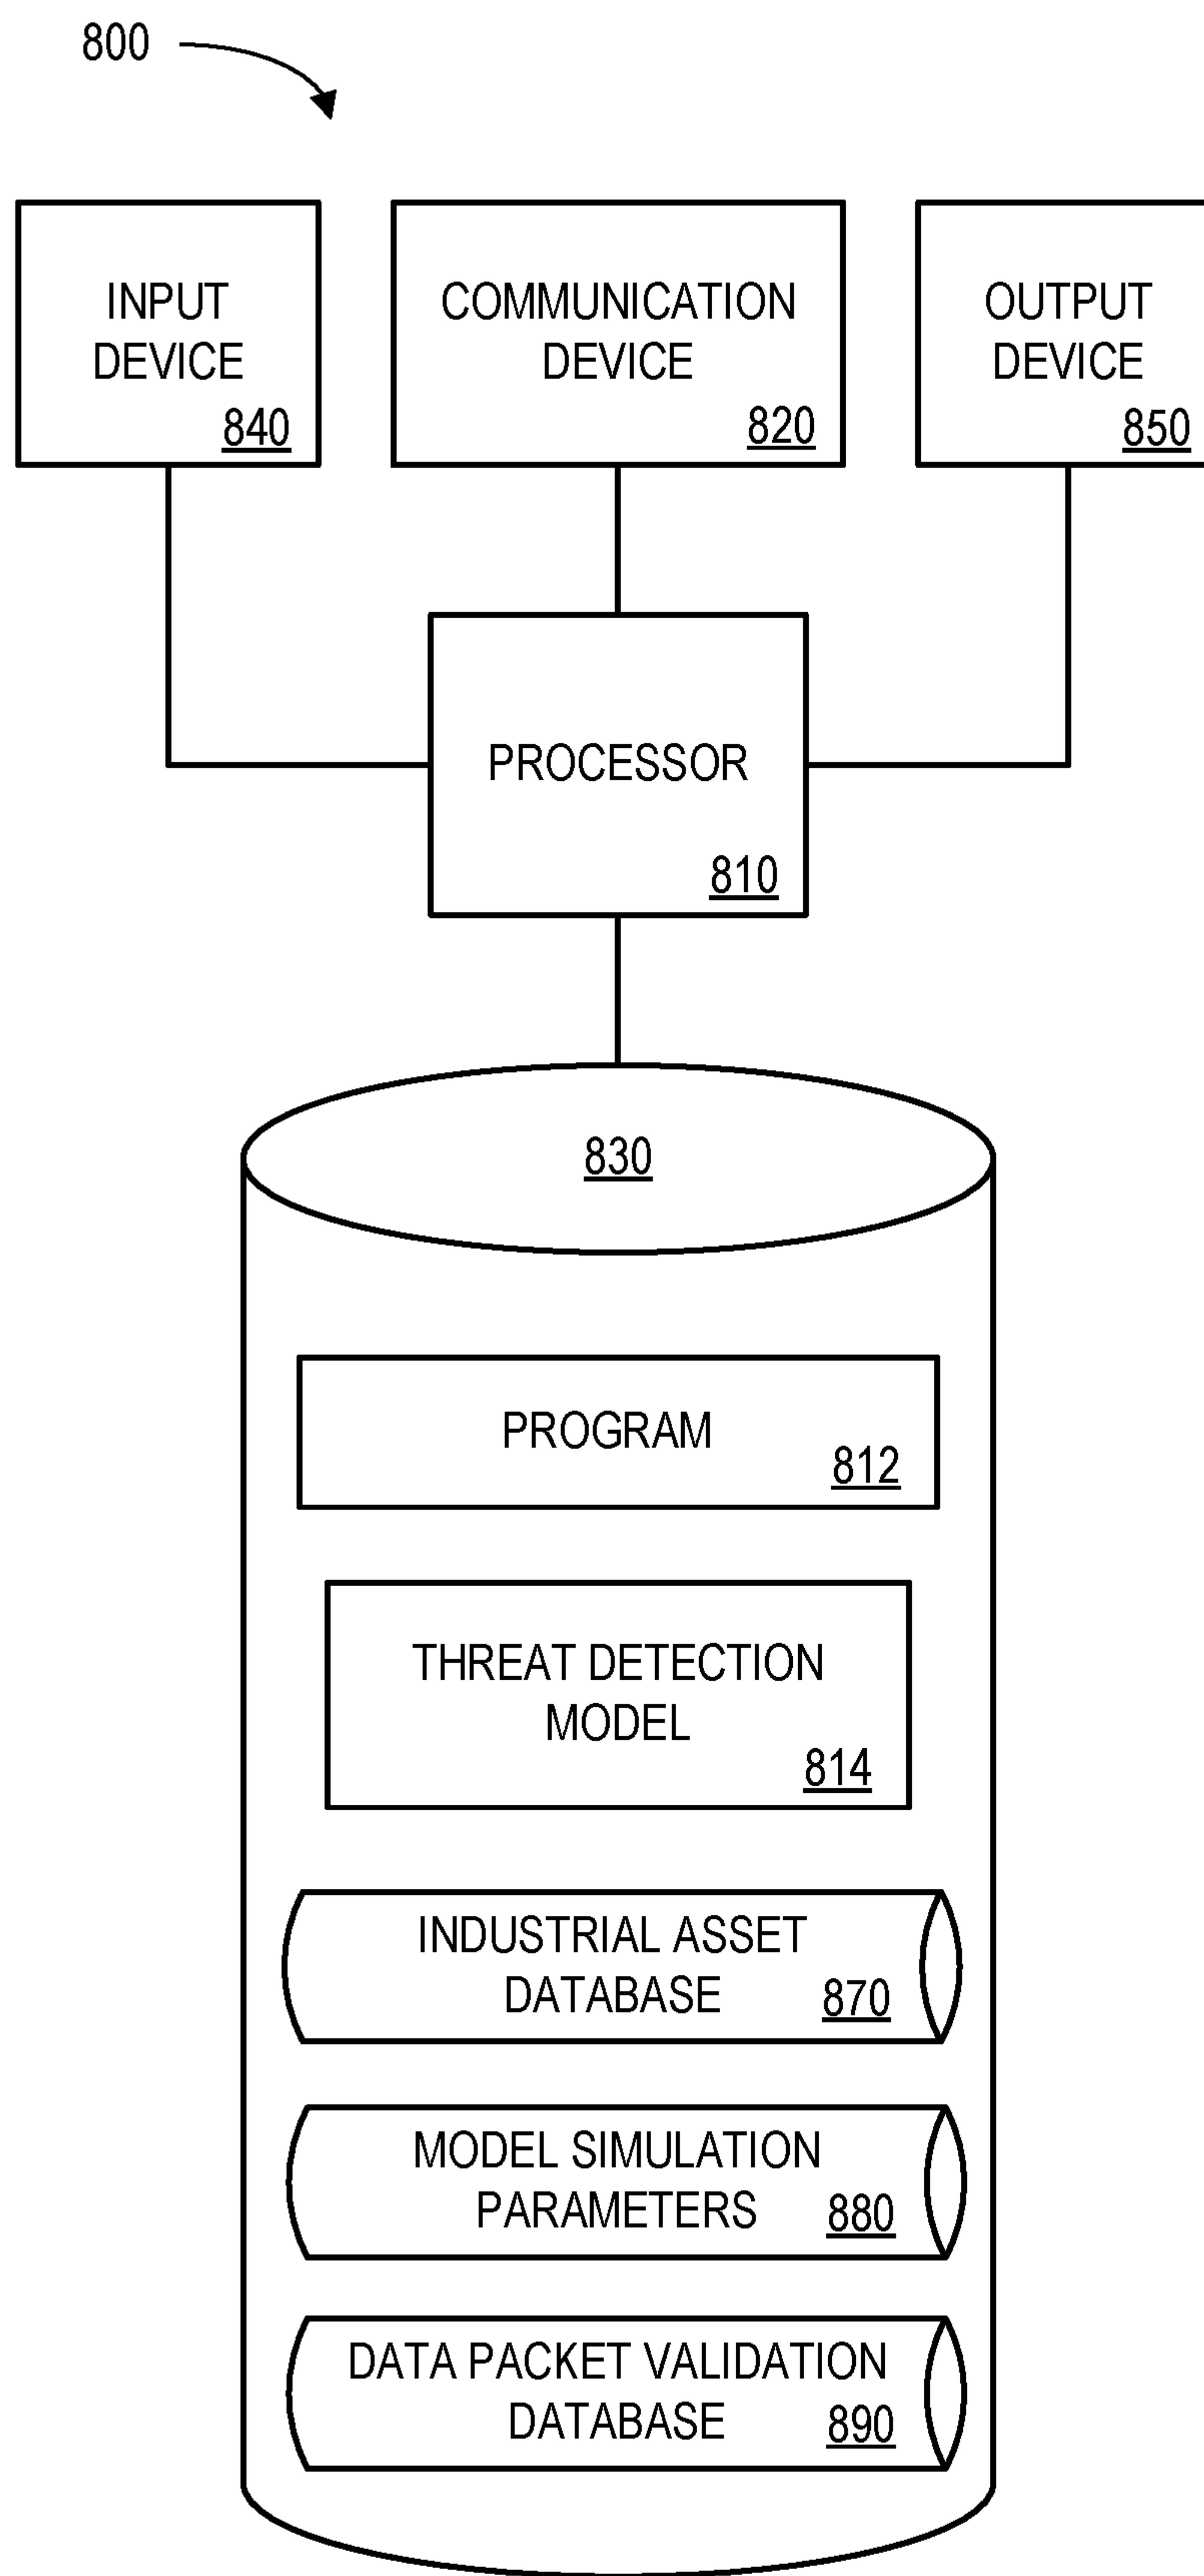 800
INPUT
DEVICE
840
COMMUNICATION
DEVICE
820
OUTPUT
DEVICE
850
PROCESSOR
810
830
PROGRAM
812
THREAT DETECTION
MODEL
814
INDUSTRIAL ASSET
DATABASE
870
MODEL SIMULATION
PARAMETERS
880
DATA PACKET VALIDATION
DATABASE
890